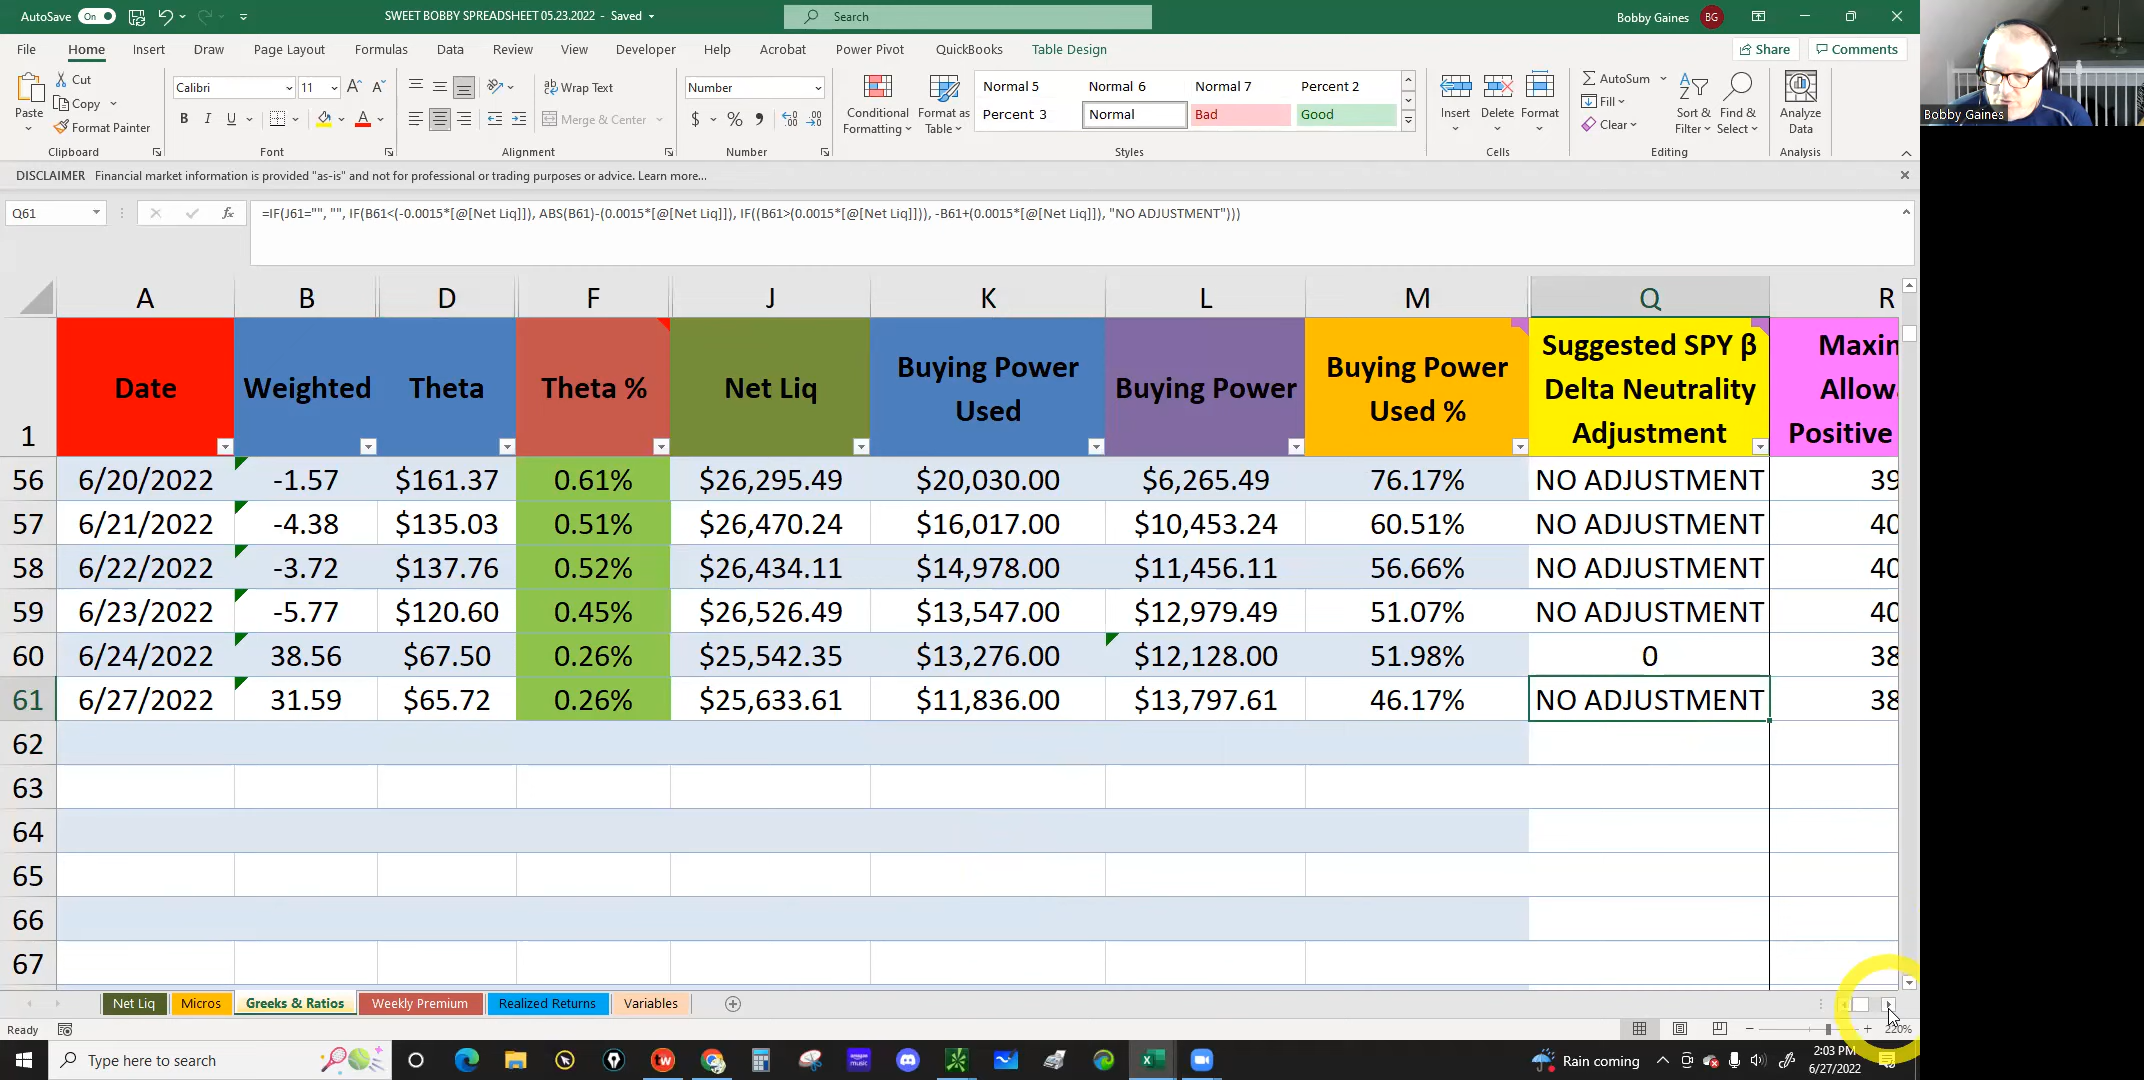 AutoSave On SWEET BOBBY SPREADSHEET 05.23.2022 - Saved Search Bobby Gaines BG
File Home Insert Draw Page Layout Formulas Data Review View Developer Help Acrobat Power Pivot QuickBooks Table Design Share Comments
Paste Cut Copy Format Painter Clipboard
Calibri 11 B I U Font
Wrap Text Merge & Center Alignment
Number $ % Number
Conditional Formatting Format as Table
Normal 5 Normal 6 Normal 7 Percent 2
Percent 3 Normal Bad Good
Styles
Insert Delete Format Cells
AutoSum Fill Clear Sort & Filter Find & Select Editing
Analyze Data Analysis
Bobby Gaines
DISCLAIMER Financial market information is provided "as-is" and not for professional or trading purposes or advice. Learn more...
Q61 fx =IF(J61="", "", IF(B61<(-0.0015*[@[Net Liq]]), ABS(B61)-(0.0015*[@[Net Liq]]), IF((B61>(0.0015*[@[Net Liq]])), -B61+(0.0015*[@[Net Liq]]), "NO ADJUSTMENT")))
A B D F J K L M Q R
1 Date Weighted Theta Theta % Net Liq Buying Power Used Buying Power Buying Power Used % Suggested SPY β Delta Neutrality Adjustment Maxin Allow Positive
56 6/20/2022 -1.57 $161.37 0.61% $26,295.49 $20,030.00 $6,265.49 76.17% NO ADJUSTMENT 39
57 6/21/2022 -4.38 $135.03 0.51% $26,470.24 $16,017.00 $10,453.24 60.51% NO ADJUSTMENT 40
58 6/22/2022 -3.72 $137.76 0.52% $26,434.11 $14,978.00 $11,456.11 56.66% NO ADJUSTMENT 40
59 6/23/2022 -5.77 $120.60 0.45% $26,526.49 $13,547.00 $12,979.49 51.07% NO ADJUSTMENT 40
60 6/24/2022 38.56 $67.50 0.26% $25,542.35 $13,276.00 $12,128.00 51.98% 0 38
61 6/27/2022 31.59 $65.72 0.26% $25,633.61 $11,836.00 $13,797.61 46.17% NO ADJUSTMENT 38
62
63
64
65
66
67
Net Liq Micros Greeks & Ratios Weekly Premium Realized Returns Variables
Ready 220%
Type here to search Rain coming 2:03 PM
6/27/2022